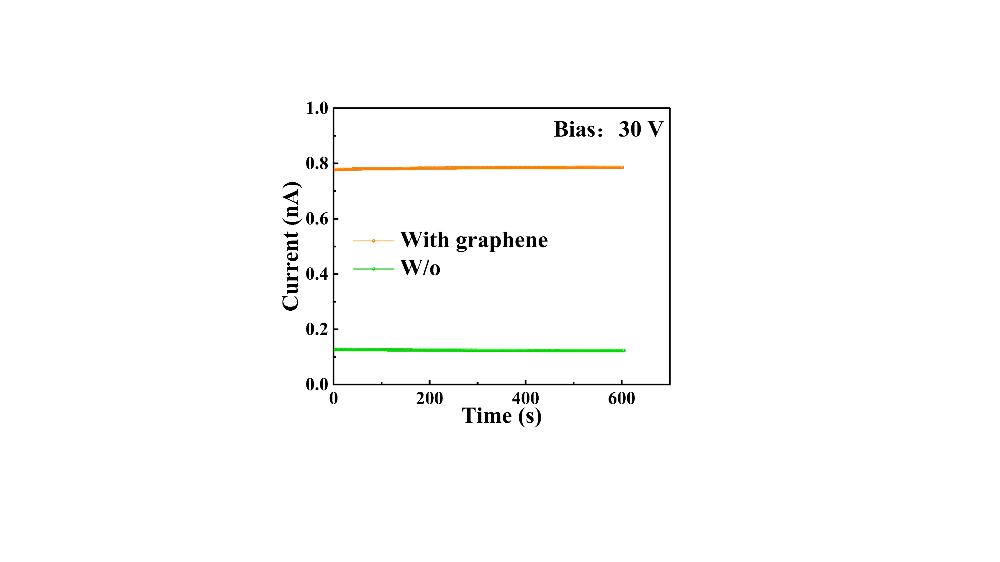 1.0
Bias：30 V
0.8
0.6
With graphene
W/o
0.4
0.2
0.0
Current (nA)
0 200 400 600
Time (s)